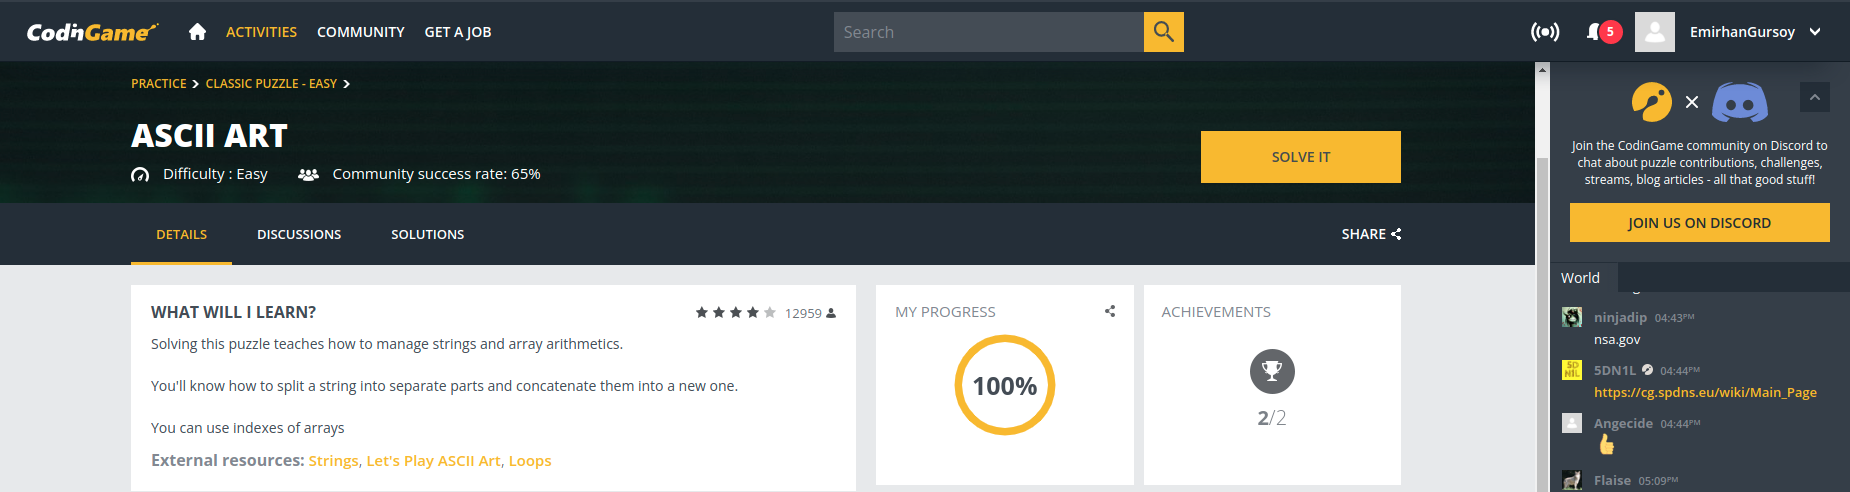 CodinGame
ACTIVITIES COMMUNITY GET A JOB
Search
5
EmirhanGursoy
PRACTICE > CLASSIC PUZZLE - EASY >
ASCII ART
Difficulty : Easy Community success rate: 65%
SOLVE IT
DETAILS DISCUSSIONS SOLUTIONS
SHARE
WHAT WILL I LEARN?
12959
Solving this puzzle teaches how to manage strings and array arithmetics.
You'll know how to split a string into separate parts and concatenate them into a new one.
You can use indexes of arrays
External resources: Strings, Let's Play ASCII Art, Loops
MY PROGRESS
100%
ACHIEVEMENTS
2/2
Join the CodinGame community on Discord to
chat about puzzle contributions, challenges,
streams, blog articles - all that good stuff!
JOIN US ON DISCORD
World
ninjadip 04:43PM
nsa.gov
5DN1L 04:44PM
https://cg.spdns.eu/wiki/Main_Page
Angecide 04:44PM
Flaise 05:09PM